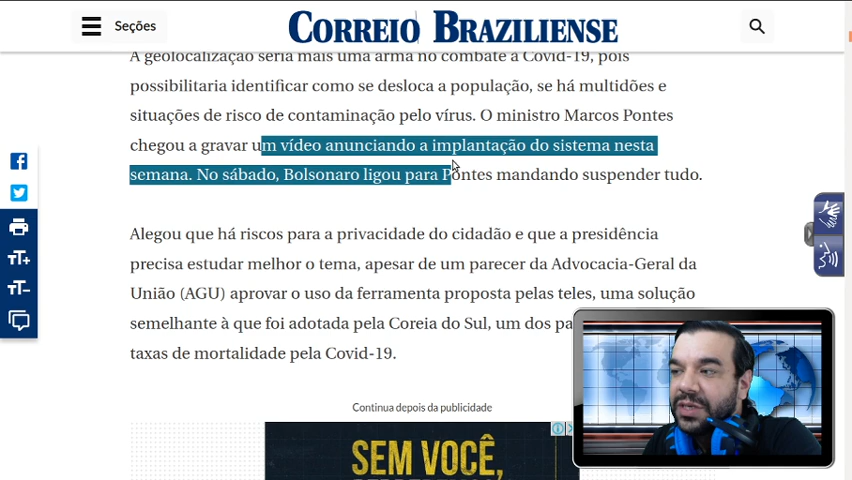 Seções
CORREIO BRAZILIENSE
A geolocalização seria mais uma arma no combate à Covid-19, pois
possibilitaria identificar como se desloca a população, se há multidões e
situações de risco de contaminação pelo vírus. O ministro Marcos Pontes
chegou a gravar um vídeo anunciando a implantação do sistema nesta
semana. No sábado, Bolsonaro ligou para Pontes mandando suspender tudo.
Alegou que há riscos para a privacidade do cidadão e que a presidência
precisa estudar melhor o tema, apesar de um parecer da Advocacia-Geral da
União (AGU) aprovar o uso da ferramenta proposta pelas teles, uma solução
semelhante à que foi adotada pela Coreia do Sul, um dos
taxas de mortalidade pela Covid-19.
Continua depois da publicidade
SEM VOCÊ,